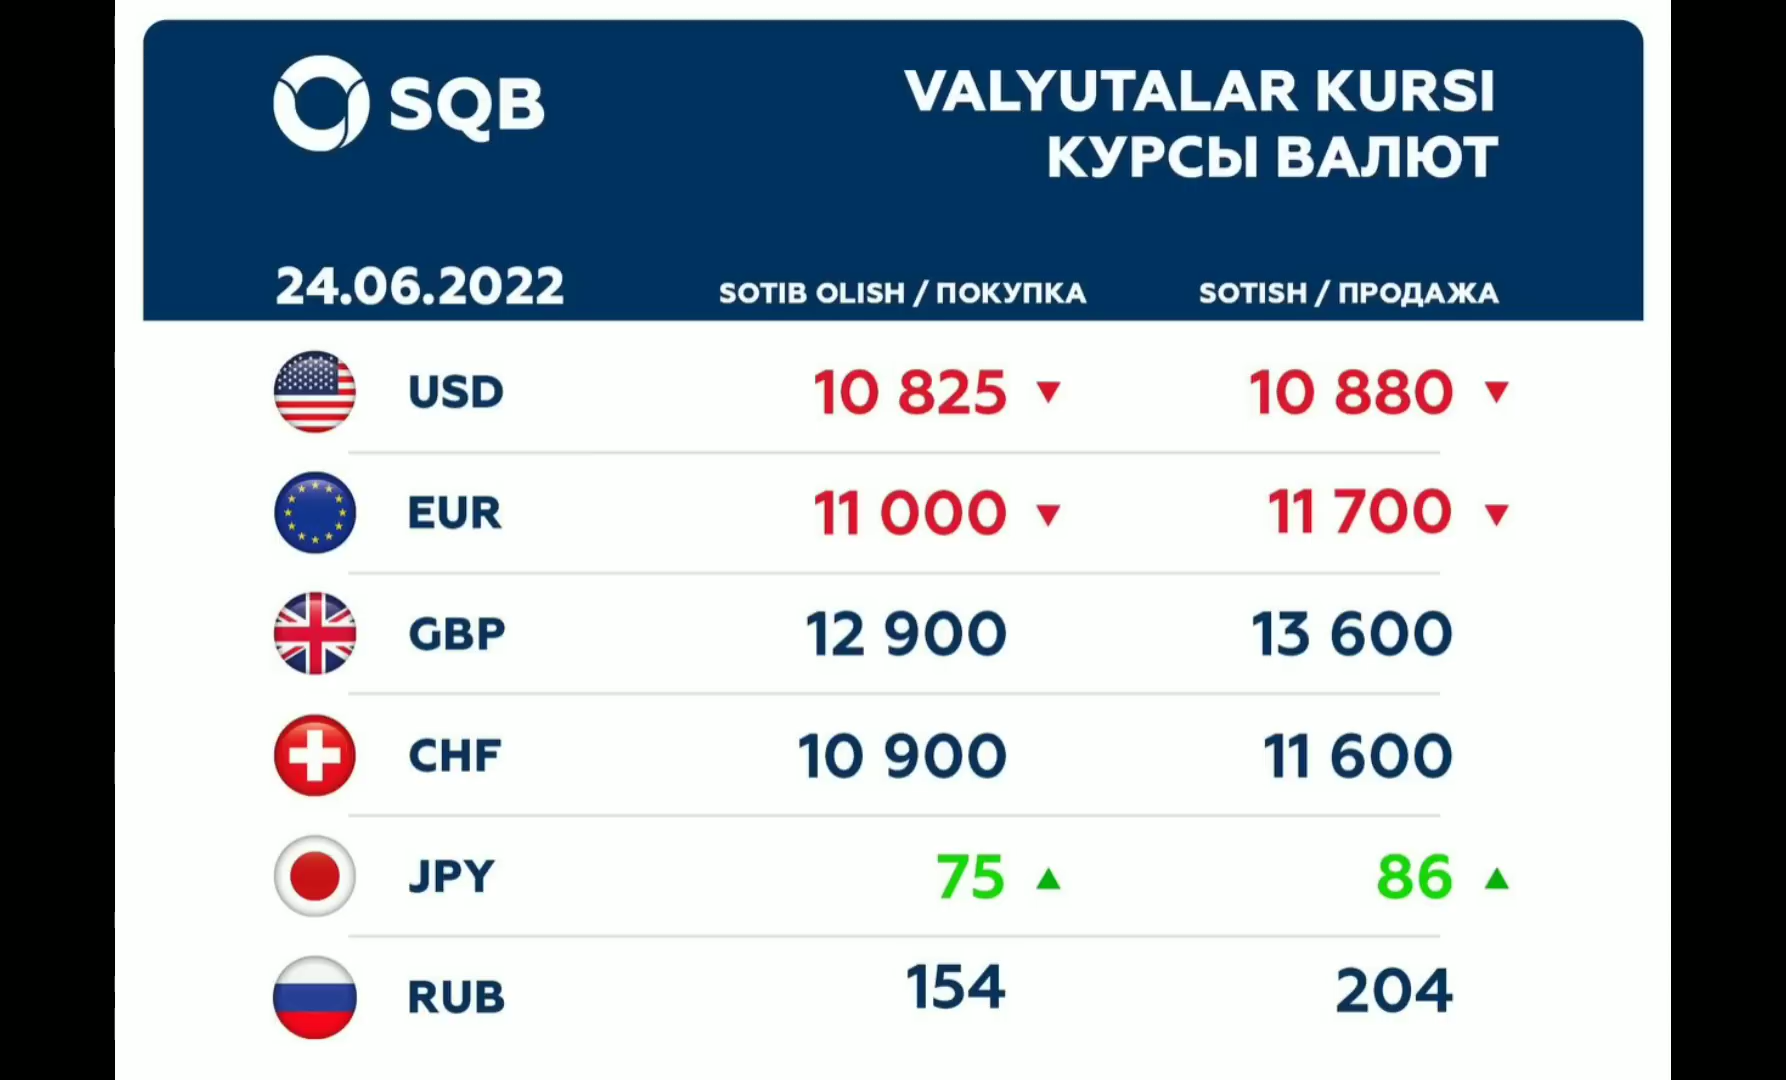 SQB
VALYUTALAR KURSI
КУРСЫ ВАЛЮТ
24.06.2022 SOTIB OLISH / ПОКУПКА SOTISH / ПРОДАЖА
USD 10 825 ▼ 10 880 ▼
EUR 11 000 ▼ 11 700 ▼
GBP 12 900 13 600
CHF 10 900 11 600
JPY 75 ▲ 86 ▲
RUB 154 204